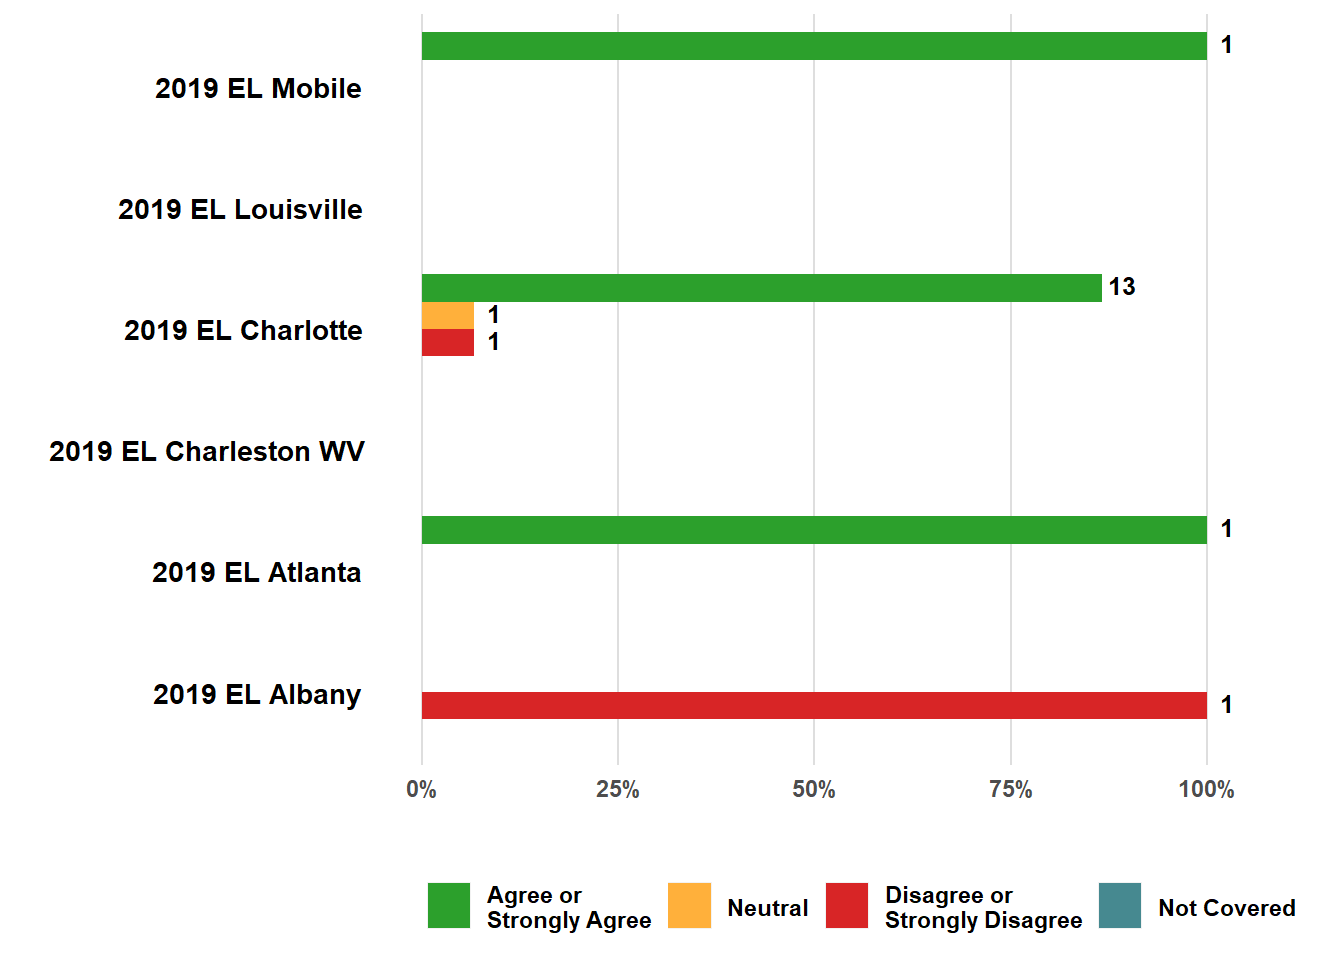 1
2019 EL Mobile
2019 EL Louisville
13
1
2019 EL Charlotte
1
2019 EL Charleston WV
1
2019 EL Atlanta
2019 EL Albany
1
0% 25% 50% 75% 100%
Agree or
Strongly Agree
Neutral
Disagree or
Strongly Disagree
Not Covered